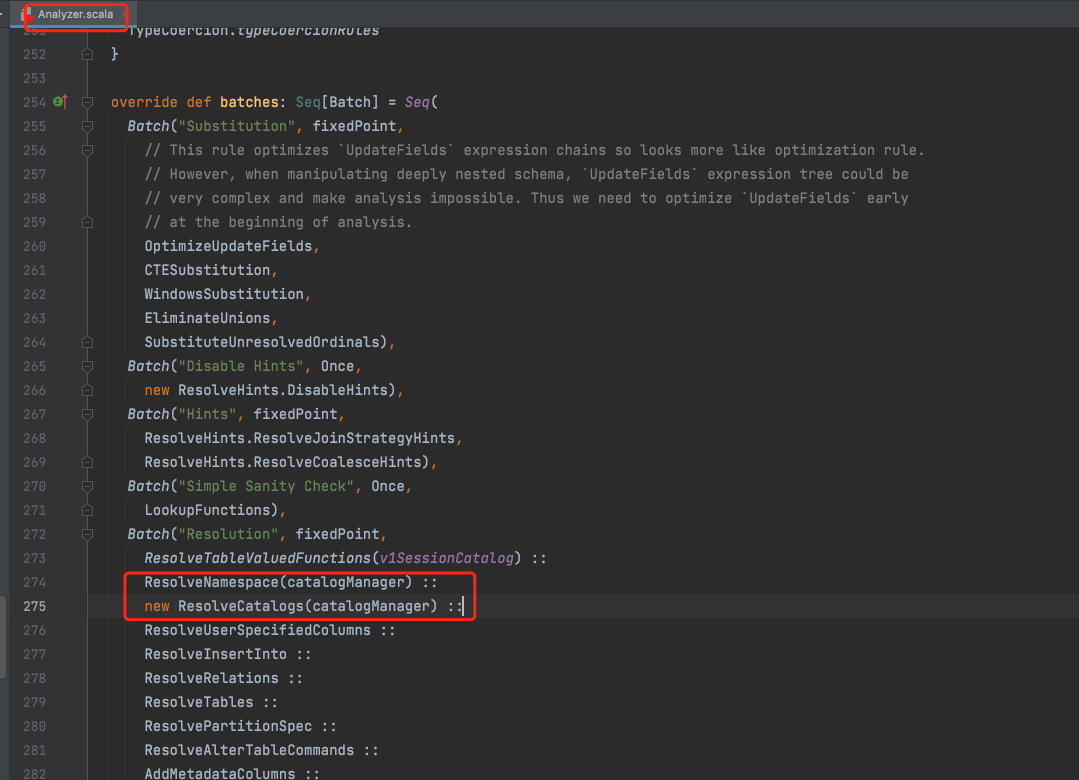 Analyzer.scala
251 TypeCoercion.typeCoercionRules
252 }
253
254 override def batches: Seq[Batch] = Seq(
255 Batch("Substitution", fixedPoint,
256 // This rule optimizes `UpdateFields` expression chains so looks more like optimization rule.
257 // However, when manipulating deeply nested schema, `UpdateFields` expression tree could be
258 // very complex and make analysis impossible. Thus we need to optimize `UpdateFields` early
259 // at the beginning of analysis.
260 OptimizeUpdateFields,
261 CTESubstitution,
262 WindowsSubstitution,
263 EliminateUnions,
264 SubstituteUnresolvedOrdinals),
265 Batch("Disable Hints", Once,
266 new ResolveHints.DisableHints),
267 Batch("Hints", fixedPoint,
268 ResolveHints.ResolveJoinStrategyHints,
269 ResolveHints.ResolveCoalesceHints),
270 Batch("Simple Sanity Check", Once,
271 LookupFunctions),
272 Batch("Resolution", fixedPoint,
273 ResolveTableValuedFunctions(v1SessionCatalog) ::
274 ResolveNamespace(catalogManager) ::
275 new ResolveCatalogs(catalogManager) ::
276 ResolveUserSpecifiedColumns ::
277 ResolveInsertInto ::
278 ResolveRelations ::
279 ResolveTables ::
280 ResolvePartitionSpec ::
281 ResolveAlterTableCommands ::
282 AddMetadataColumns ::